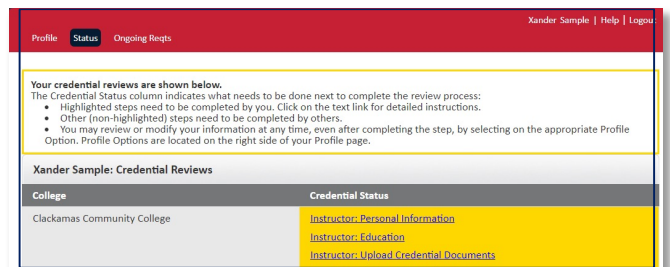 Xander Sample | Help | Logout
Profile Status Ongoing Reqts
Your credential reviews are shown below.
The Credential Status column indicates what needs to be done next to complete the review process:
• Highlighted steps need to be completed by you. Click on the text link for detailed instructions.
• Other (non-highlighted) steps need to be completed by others.
• You may review or modify your information at any time, even after completing the step, by selecting on the appropriate Profile
Option. Profile Options are located on the right side of your Profile page.
Xander Sample: Credential Reviews
College Credential Status
Clackamas Community College Instructor: Personal Information
Instructor: Education
Instructor: Upload Credential Documents